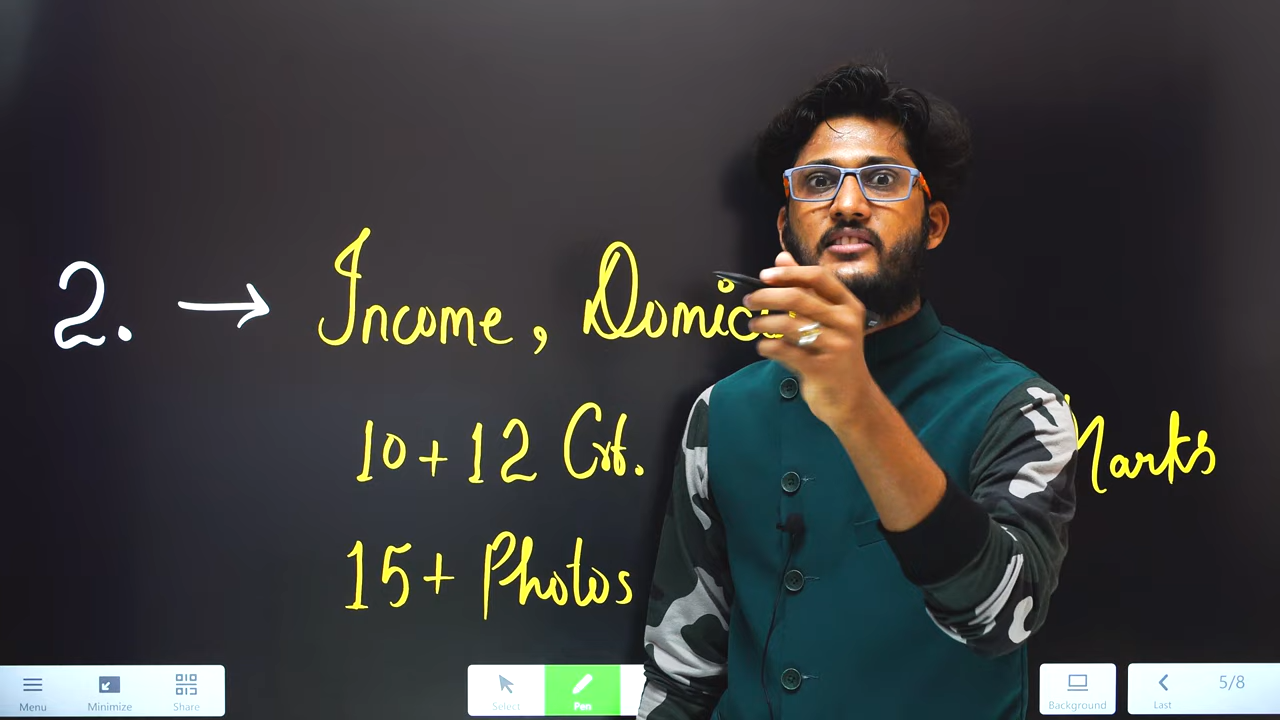 2. → Income, Domic
10+12 Crt. Marks
15+ Photos
Menu Minimize Share Select Pen Background Last 5/8